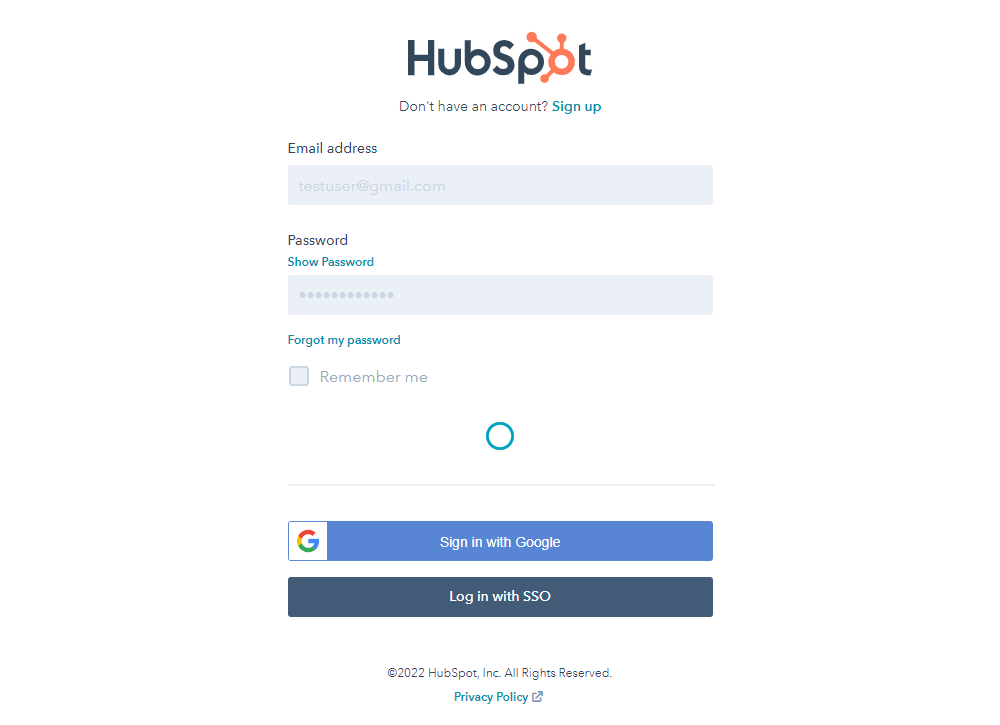 HubSpot
Don't have an account? Sign up
Email address
testuser@gmail.com
Password
Show Password
••••••••••••
Forgot my password
Remember me
Sign in with Google
Log in with SSO
©2022 HubSpot, Inc. All Rights Reserved.
Privacy Policy